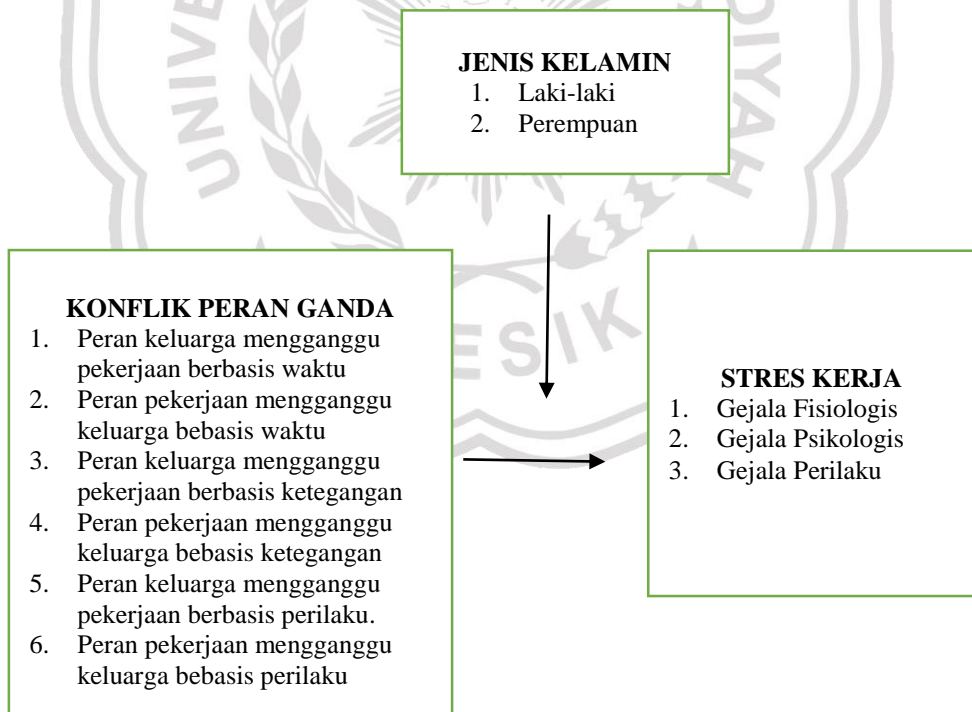 UNIV
DIYAH
ESIK
JENIS KELAMIN
1. Laki-laki
2. Perempuan
KONFLIK PERAN GANDA
1. Peran keluarga mengganggu
pekerjaan berbasis waktu
2. Peran pekerjaan mengganggu
keluarga bebasis waktu
3. Peran keluarga mengganggu
pekerjaan berbasis ketegangan
4. Peran pekerjaan mengganggu
keluarga bebasis ketegangan
5. Peran keluarga mengganggu
pekerjaan berbasis perilaku.
6. Peran pekerjaan mengganggu
keluarga bebasis perilaku
STRES KERJA
1. Gejala Fisiologis
2. Gejala Psikologis
3. Gejala Perilaku